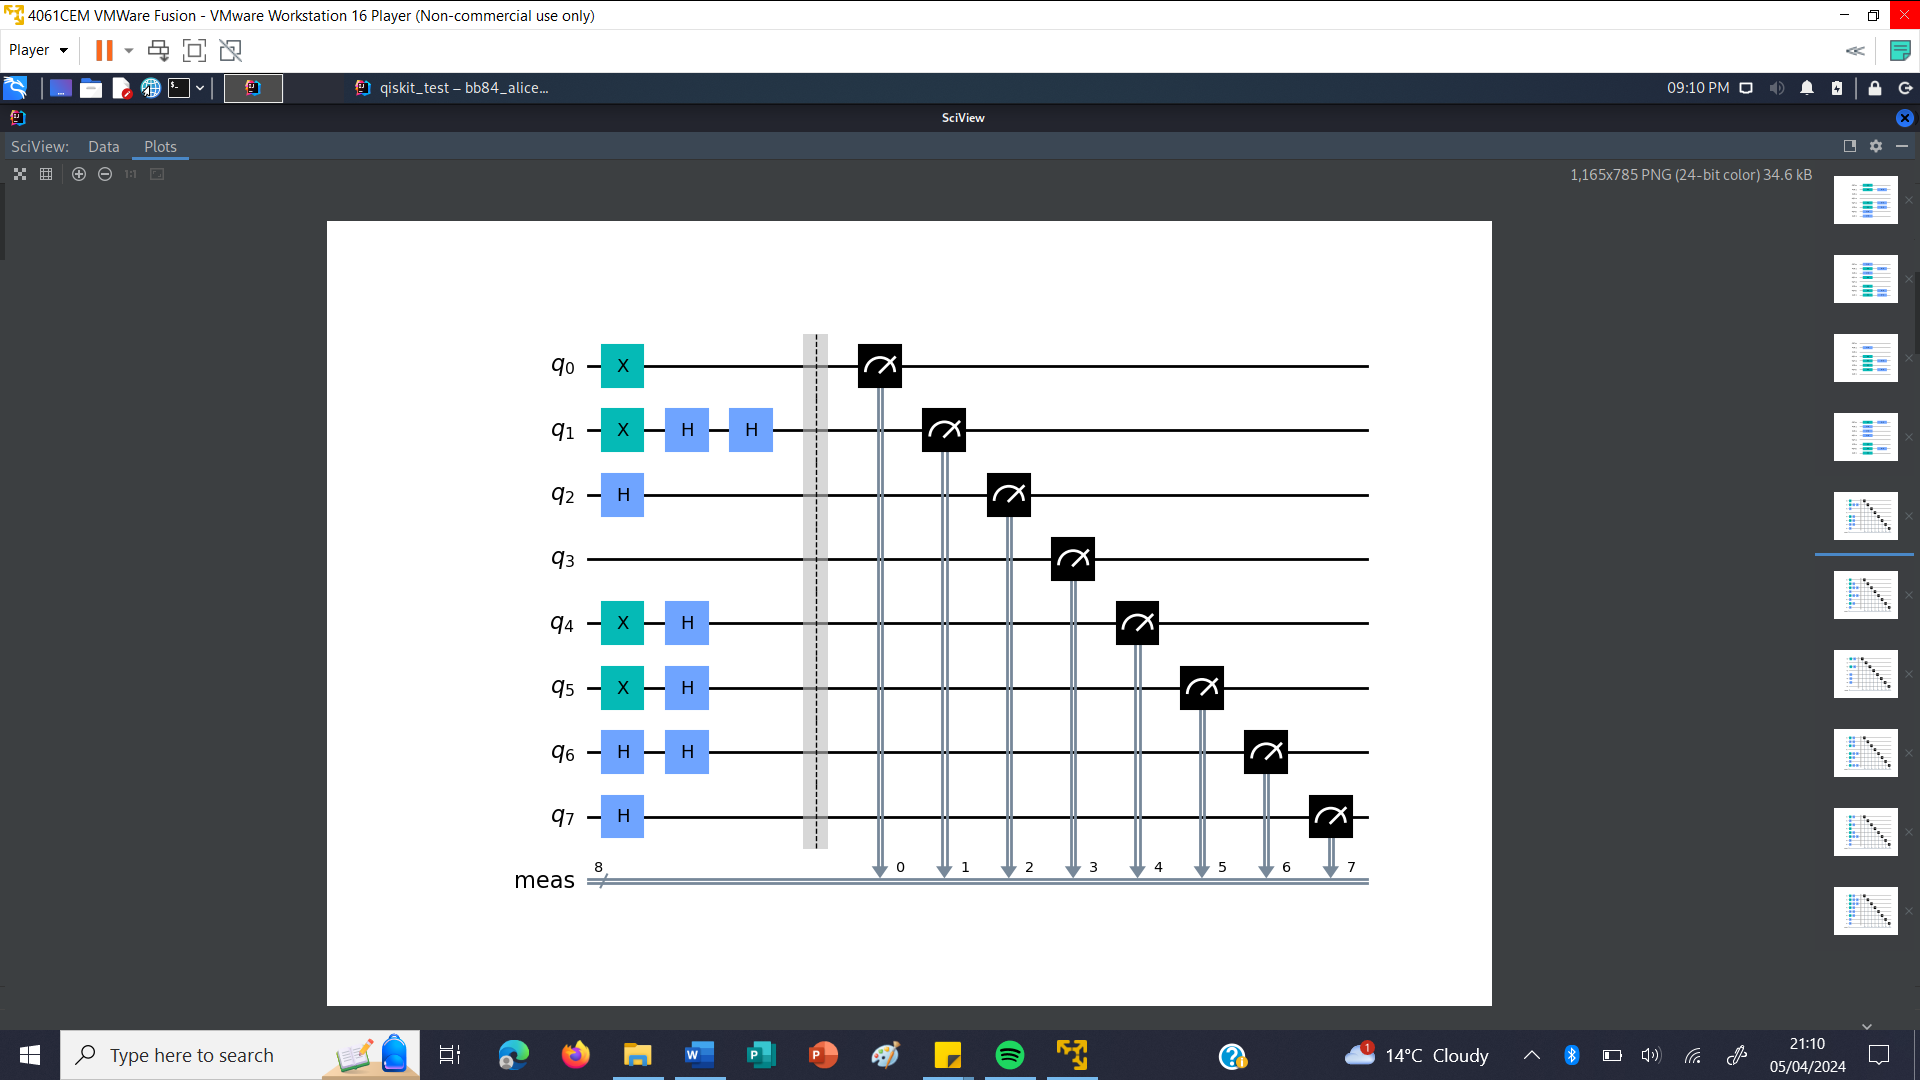 4061CEM VMWare Fusion - VMware Workstation 16 Player (Non-commercial use only)
Player
qiskit_test – bb84_alice...
09:10 PM
SciView
SciView:
Data
Plots
1:1
1,165x785 PNG (24-bit color) 34.6 kB
q0 X
q1 X H H
q2 H
q3
q4 X H
q5 X H
q6 H H
q7 H
8 0 1 2 3 4 5 6 7
meas
Type here to search
1
14°C Cloudy
21:10
05/04/2024